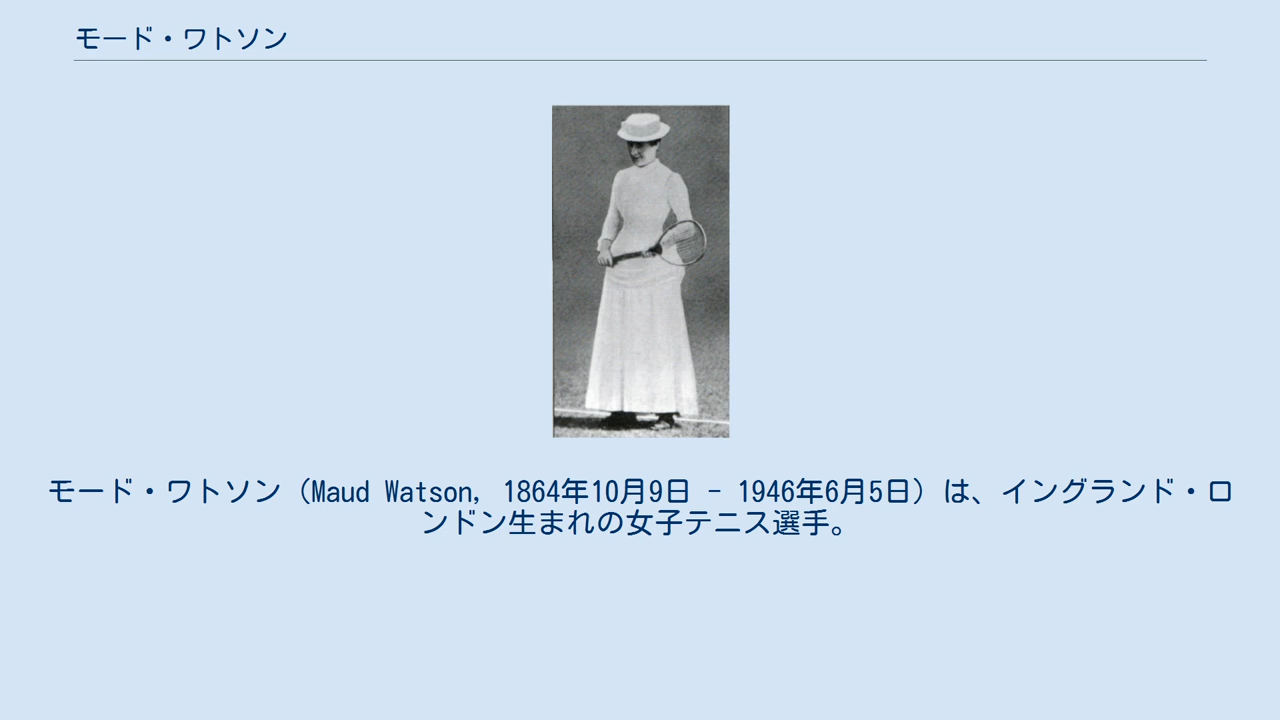 モード・ワトソン
モード・ワトソン（Maud Watson, 1864年10月9日 - 1946年6月5日）は、イングランド・ロ
ンドン生まれの女子テニス選手。